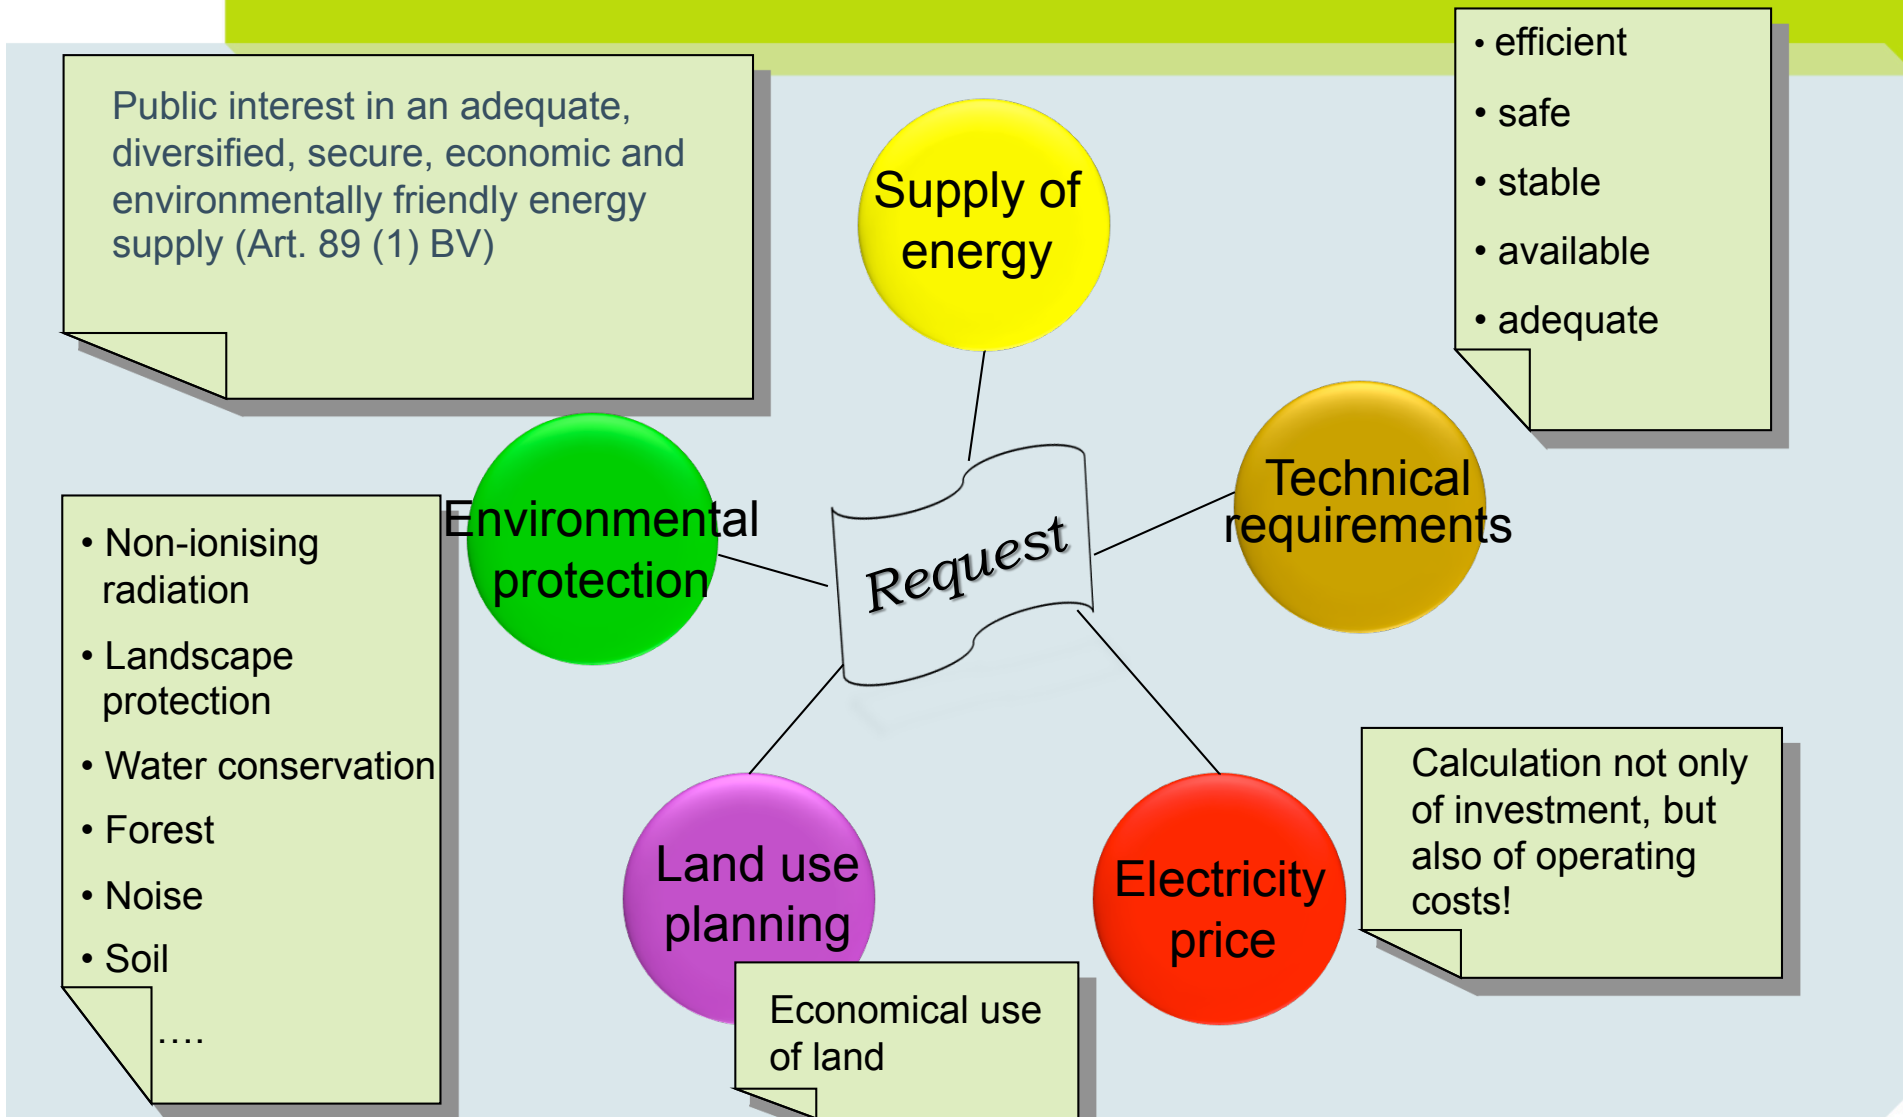 Public interest in an adequate,
diversified, secure, economic and
environmentally friendly energy
supply (Art. 89 (1) BV)
Supply of
energy
• efficient
• safe
• stable
• available
• adequate
Environmental
protection
Request
Technical
requirements
• Non-ionising
radiation
• Landscape
protection
• Water conservation
• Forest
• Noise
• Soil
....
Land use
planning
Economical use
of land
Electricity
price
Calculation not only
of investment, but
also of operating
costs!